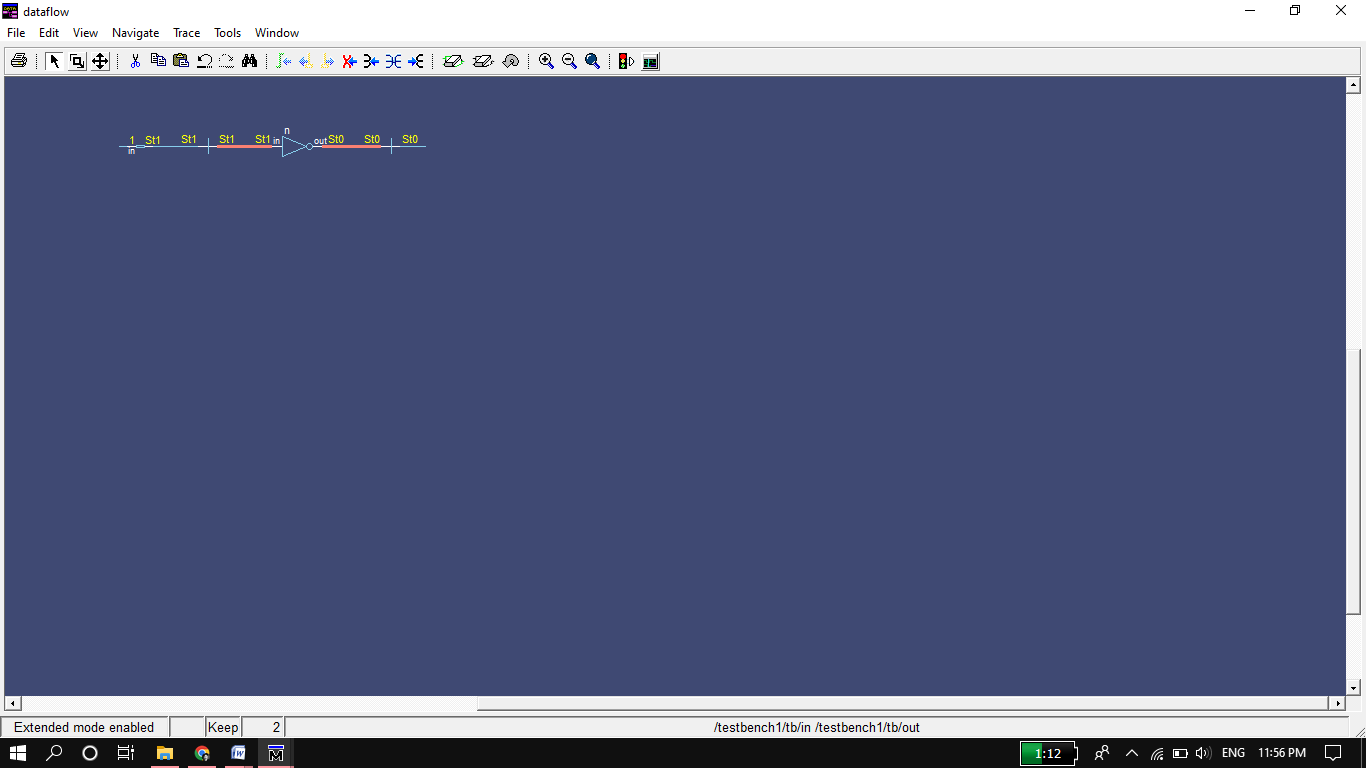 dataflow
File Edit View Navigate Trace Tools Window
n
1 St1 St1 St1 St1 in out St0 St0 St0
in
Extended mode enabled Keep 2 /testbench1/tb/in /testbench1/tb/out
1:12 ENG 11:56 PM